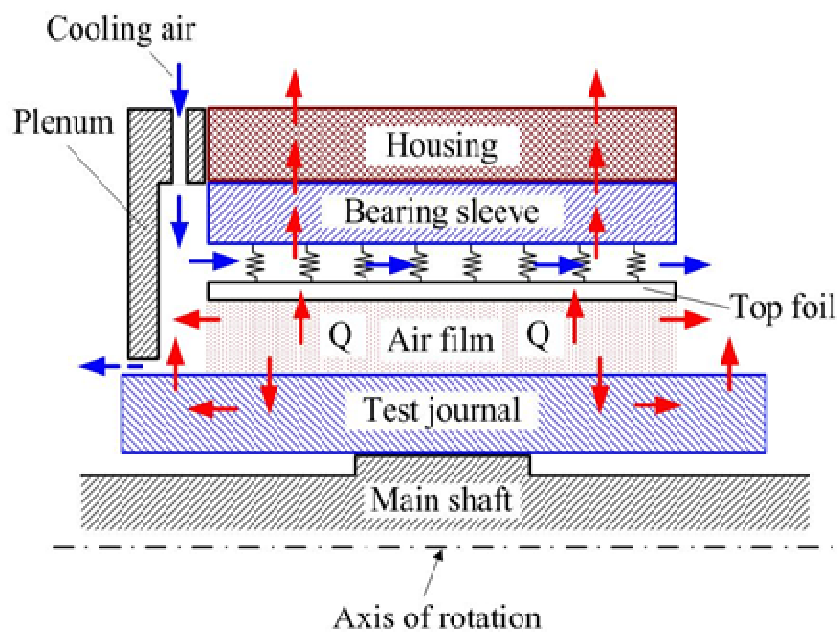 Cooling air
Plenum
Housing
Bearing sleeve
Top foil
Q
Air film
Q
Test journal
Main shaft
Axis of rotation